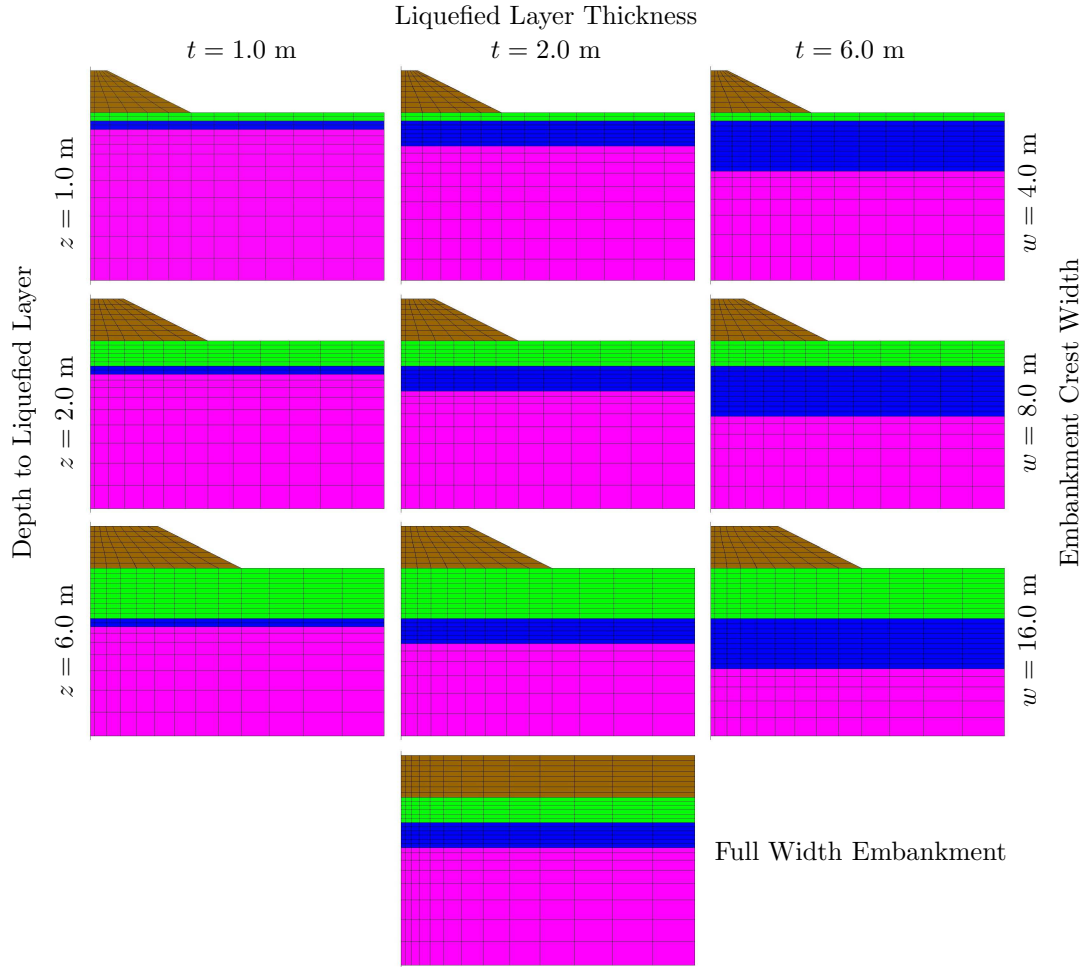 Liquefied Layer Thickness
t = 1.0 m
t = 2.0 m
t = 6.0 m
Depth to Liquefied Layer
z = 1.0 m
z = 2.0 m
z = 6.0 m
w = 4.0 m
w = 8.0 m
w = 16.0 m
Embankment Crest Width
Full Width Embankment